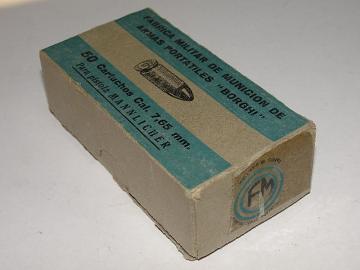 FABRICA MILITAR DE MUNICION DE
ARMAS PORTATILES "BORGHI"
50 Cartuchos Cal. 7,65 mm.
Para pistola MANNLICHER
FM